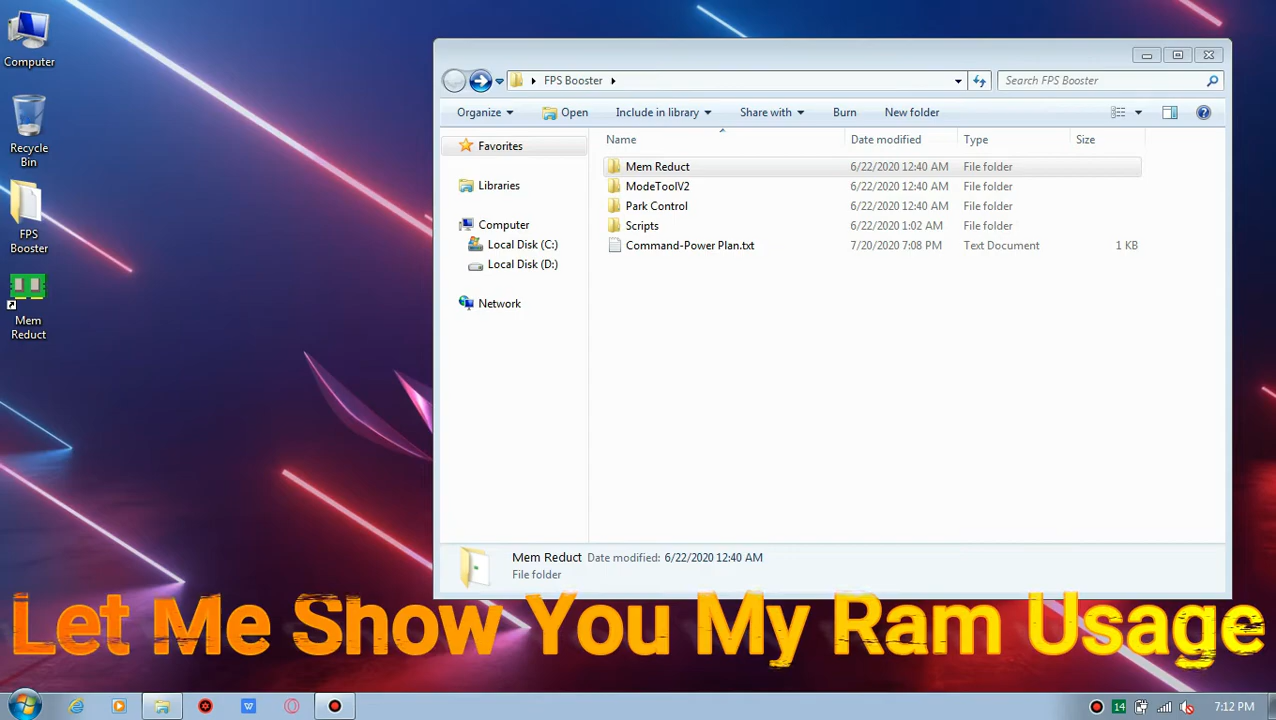 Computer
Recycle
Bin
FPS
Booster
Mem
Reduct
FPS Booster
Search FPS Booster
Organize
Open
Include in library
Share with
Burn
New folder
Name
Date modified
Type
Size
Favorites
Libraries
Computer
Local Disk (C:)
Local Disk (D:)
Network
Mem Reduct 6/22/2020 12:40 AM File folder
ModeToolV2 6/22/2020 12:40 AM File folder
Park Control 6/22/2020 12:40 AM File folder
Scripts 6/22/2020 1:02 AM File folder
Command-Power Plan.txt 7/20/2020 7:08 PM Text Document 1 KB
Mem Reduct Date modified: 6/22/2020 12:40 AM
File folder
Let Me Show You My Ram Usage
W
14
7:12 PM